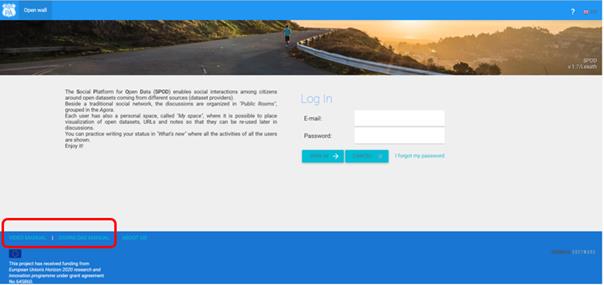 Open wall
?
SPOD
v 1.7/Leuath
The Social Platform for Open Data (SPOD) enables social interactions among citizens
around open datasets coming from different sources (dataset providers).
Beside a traditional social network, the discussions are organized in "Public Rooms",
grouped in the Agora.
Each user has also a personal space, called "My space", where it is possible to place
visualization of open datasets, URLs and notes so that they can be re-used later in
discussions.
You can practice writing your status in "What's new" where all the activities of all the users
are shown.
Enjoy it!
Log In
E-mail:
Password:
I forgot my password
VIDEO MANUAL | DOWNLOAD MANUAL ABOUT US
This project has received funding from
European Unions Horizon 2020 research and
innovation programme under grant agreement
No 645860.
SOFTWARE